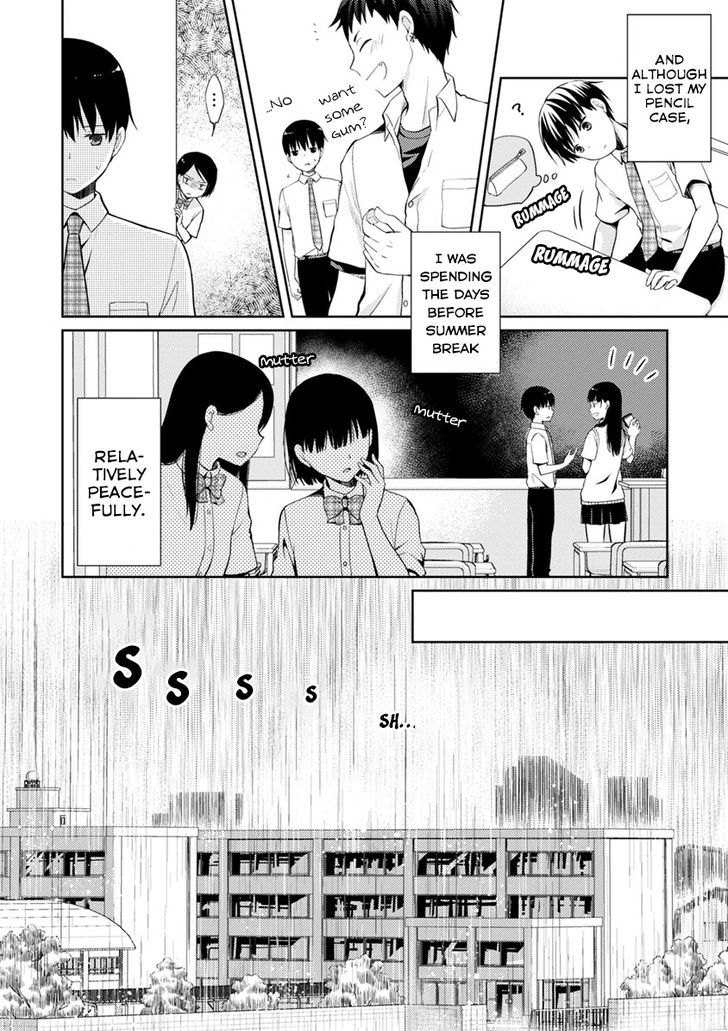 AND
ALTHOUGH
I LOST MY
PENCIL
CASE,
?
RUMMAGE
RUMMAGE
want
some
Gum?
..No
...
I WAS
SPENDING
THE DAYS
BEFORE
SUMMER
BREAK
mutter
mutter
RELA-
TIVELY
PEACE-
FULLY.
S S S S SH...